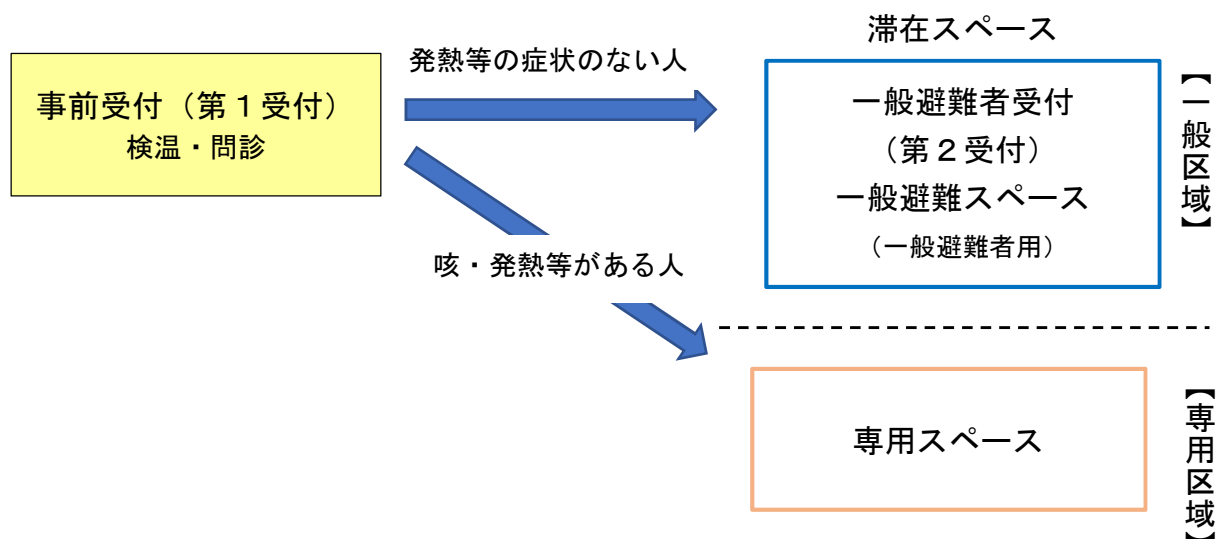 滞在スペース
発熱等の症状のない人
事前受付（第１受付）
検温・問診
一般避難者受付
（第２受付）
一般避難スペース
（一般避難者用）
【一般区域】
咳・発熱等がある人
専用スペース
【専用区域】